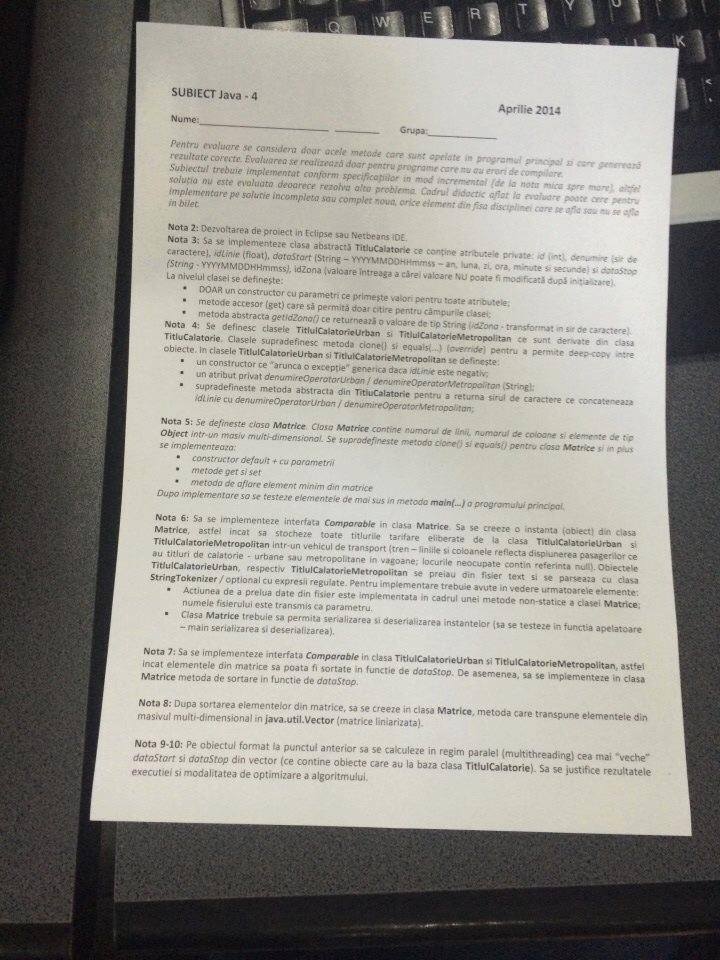 Q W E R T Y U
K
SUBIECT Java - 4
Aprilie 2014
Nume:____________________ _______ Grupa:___________
Pentru evaluare se considera doar acele metode care sunt apelate in programul principal si care genereează
rezultate corecte. Evaluarea se realizează doar pentru programe care nu au erori de compilare.
Subiectul trebuie implementat conform specificațiilor in mod incremental (de la nota mica spre mare), altfel
soluția nu este evaluata deoarece rezolva alta problema. Cadrul didactic aflat la evaluare poate cere pentru
implementare pe solutie incompleta sau complet noua, orice element din fisa disciplinei care se afla sau nu se afla
in bilet.
Nota 2: Dezvoltarea de proiect in Eclipse sau Netbeans IDE.
Nota 3: Sa se implementeze clasa abstractă TitluCalatorie ce conține atributele private: id (int), denumire (sir de
caractere), idLinie (float), dataStart (String – YYYYMMDDHHmmss – an, luna, zi, ora, minute si secunde) si dataStop
(String - YYYYMMDDHHmmss), idZona (valoare întreaga a cărei valoare NU poate fi modificată după inițializare).
La nivelul clasei se definește:
▪ DOAR un constructor cu parametri ce primește valori pentru toate atributele;
▪ metode accesor (get) care să permită doar citire pentru câmpurile clasei;
▪ metoda abstracta getIdZona() ce returnează o valoare de tip String (idZona - transformat in sir de caractere).
Nota 4: Se definesc clasele TitlulCalatorieUrban si TitlulCalatorieMetropolitan ce sunt derivate din clasa
TitluCalatorie. Clasele supradefinesc metoda clone() si equals(...) (override) pentru a permite deep-copy intre
obiecte. In clasele TitlulCalatorieUrban si TitlulCalatorieMetropolitan se definește:
▪ un constructor ce "arunca o excepție" generica daca idLinie este negativ;
▪ un atribut privat denumireOperatorUrban / denumireOperatorMetropolitan (String);
▪ supradefineste metoda abstracta din TitluCalatorie pentru a returna sirul de caractere ce concateneaza
idLinie cu denumireOperatorUrban / denumireOperatorMetropolitan;
Nota 5: Se defineste clasa Matrice. Clasa Matrice contine numarul de linii, numarul de coloane si elemente de tip
Object intr-un masiv multi-dimensional. Se supradefineste metoda clone() si equals() pentru clasa Matrice si in plus
se implementeaza:
▪ constructor default + cu parametrii
▪ metode get si set
▪ metoda de aflare element minim din matrice
Dupa implementare sa se testeze elementele de mai sus in metoda main(...) a programului principal.
Nota 6: Sa se implementeze interfata Comparable in clasa Matrice. Sa se creeze o instanta (obiect) din clasa
Matrice, astfel incat sa stocheze toate titlurile tarifare eliberate de la clasa TitlulCalatorieUrban si
TitlulCalatorieMetropolitan intr-un vehicul de transport (tren – liniile si coloanele reflecta dispunerea pasagerilor ce
au titluri de calatorie - urbane sau metropolitane in vagoane; locurile neocupate contin referinta null). Obiectele
TitlulCalatorieUrban, respectiv TitlulCalatorieMetropolitan se preiau din fisier text si se parseaza cu clasa
StringTokenizer / optional cu expresii regulate. Pentru implementare trebuie avute in vedere urmatoarele elemente:
▪ Actiunea de a prelua date din fisier este implementata in cadrul unei metode non-statice a clasei Matrice;
numele fisierului este transmis ca parametru.
▪ Clasa Matrice trebuie sa permita serializarea si deserializarea instantelor (sa se testeze in functia apelatoare
– main serializarea si deserializarea).
Nota 7: Sa se implementeze interfata Comparable in clasa TitlulCalatorieUrban si TitlulCalatorieMetropolitan, astfel
incat elementele din matrice sa poata fi sortate in functie de dataStop. De asemenea, sa se implementeze in clasa
Matrice metoda de sortare in functie de dataStop.
Nota 8: Dupa sortarea elementelor din matrice, sa se creeze in clasa Matrice, metoda care transpune elementele din
masivul multi-dimensional in java.util.Vector (matrice liniarizata).
Nota 9-10: Pe obiectul format la punctul anterior sa se calculeze in regim paralel (multithreading) cea mai "veche"
dataStart si dataStop din vector (ce contine obiecte care au la baza clasa TitlulCalatorie). Sa se justifice rezultatele
executiei si modalitatea de optimizare a algoritmului.